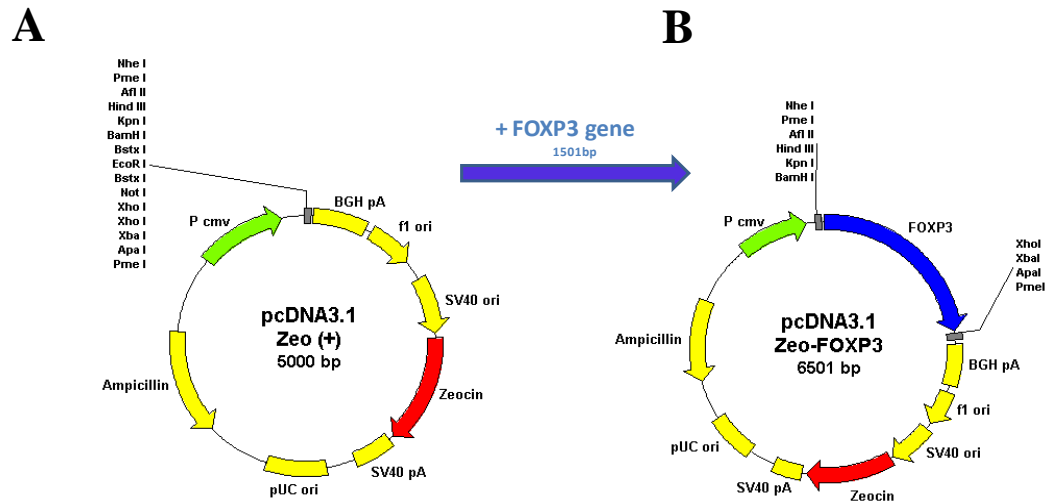 A
Nhe I
Pme I
Afl II
Hind III
Kpn I
BamH I
Bstx I
EcoR I
Bstx I
Not I
Xho I
Xho I
Xba I
Apa I
Pme I
P cmv
BGH pA
f1 ori
SV40 ori
pcDNA3.1
Zeo (+)
5000 bp
Ampicillin
Zeocin
SV40 pA
pUC ori
+ FOXP3 gene
1501bp
B
Nhe I
Pme I
Afl II
Hind III
Kpn I
BamH I
P cmv
FOXP3
XhoI
XbaI
ApaI
PmeI
pcDNA3.1
Zeo-FOXP3
6501 bp
Ampicillin
BGH pA
f1 ori
pUC ori
SV40 ori
SV40 pA
Zeocin